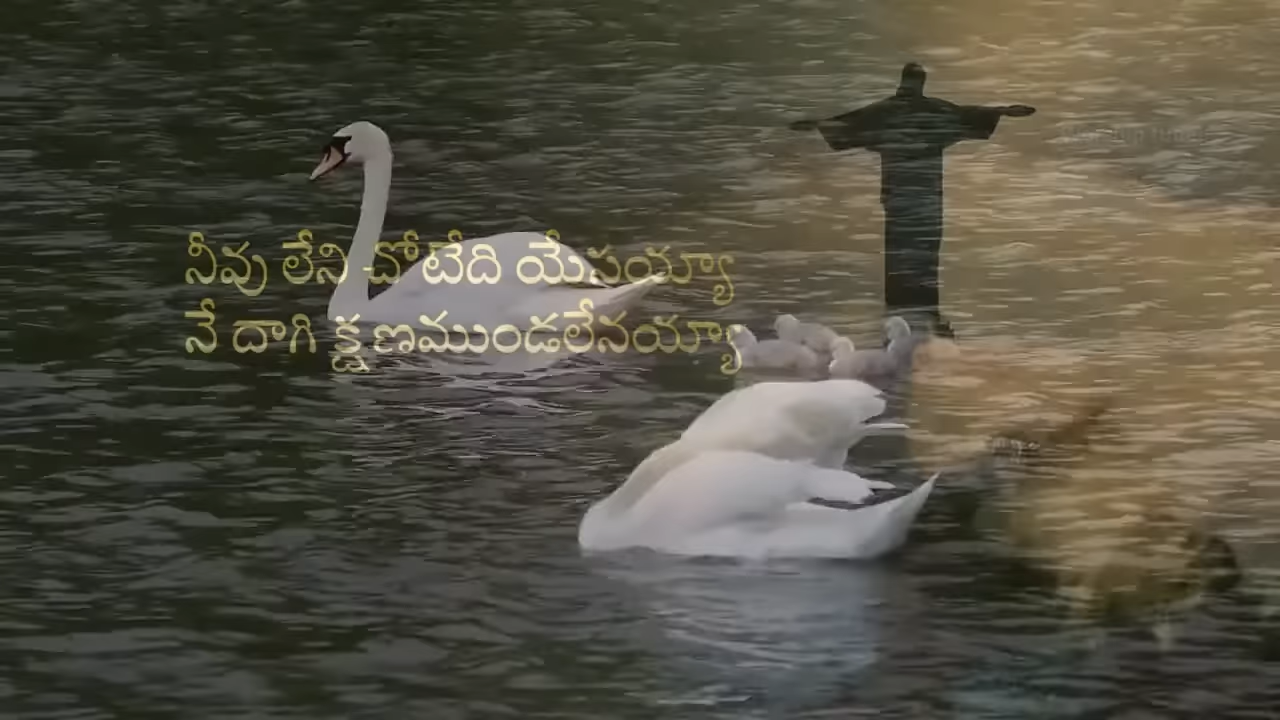 నీవు లేని చోటేది యేసయ్యా
నే దాగి క్షణముండలేనయ్యా